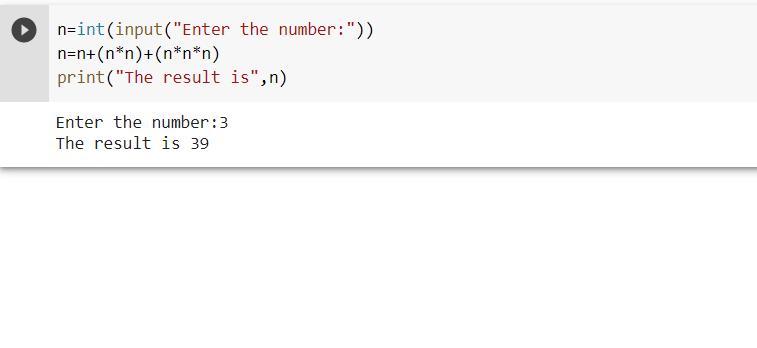 n=int(input("Enter the number:"))
n=n+(n*n)+(n*n*n)
print("The result is",n)
Enter the number:3
The result is 39